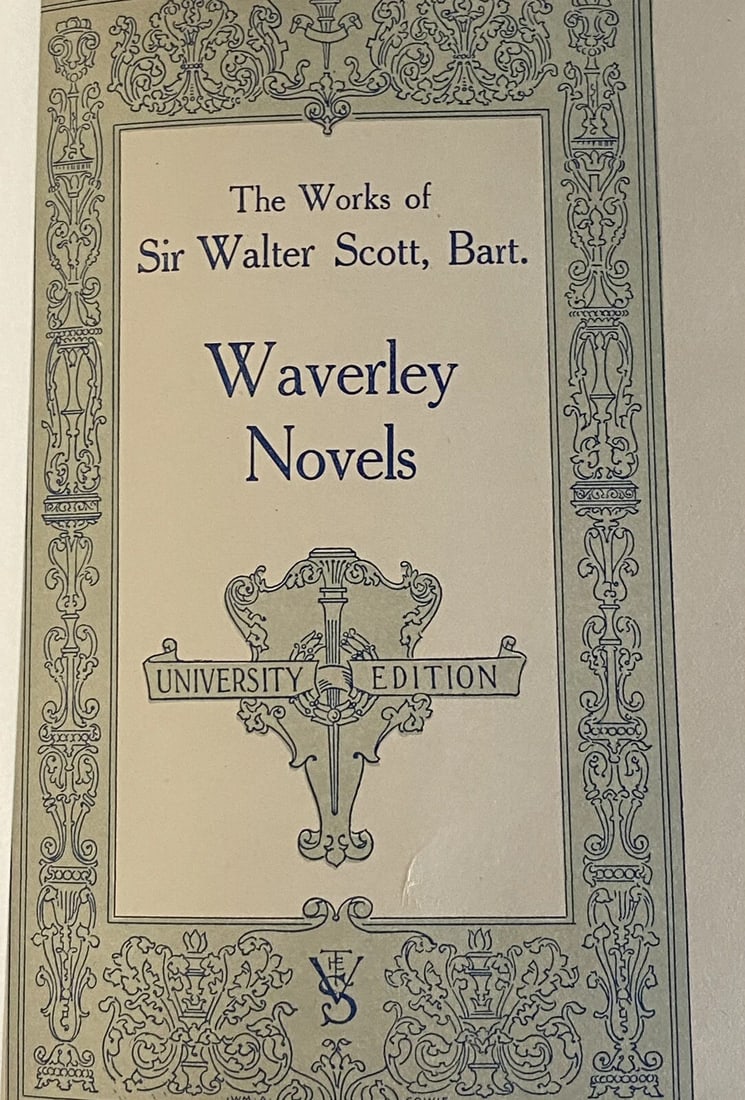 The Works of
Sir Walter Scott, Bart.
Waverley
Novels
UNIVERSITY EDITION